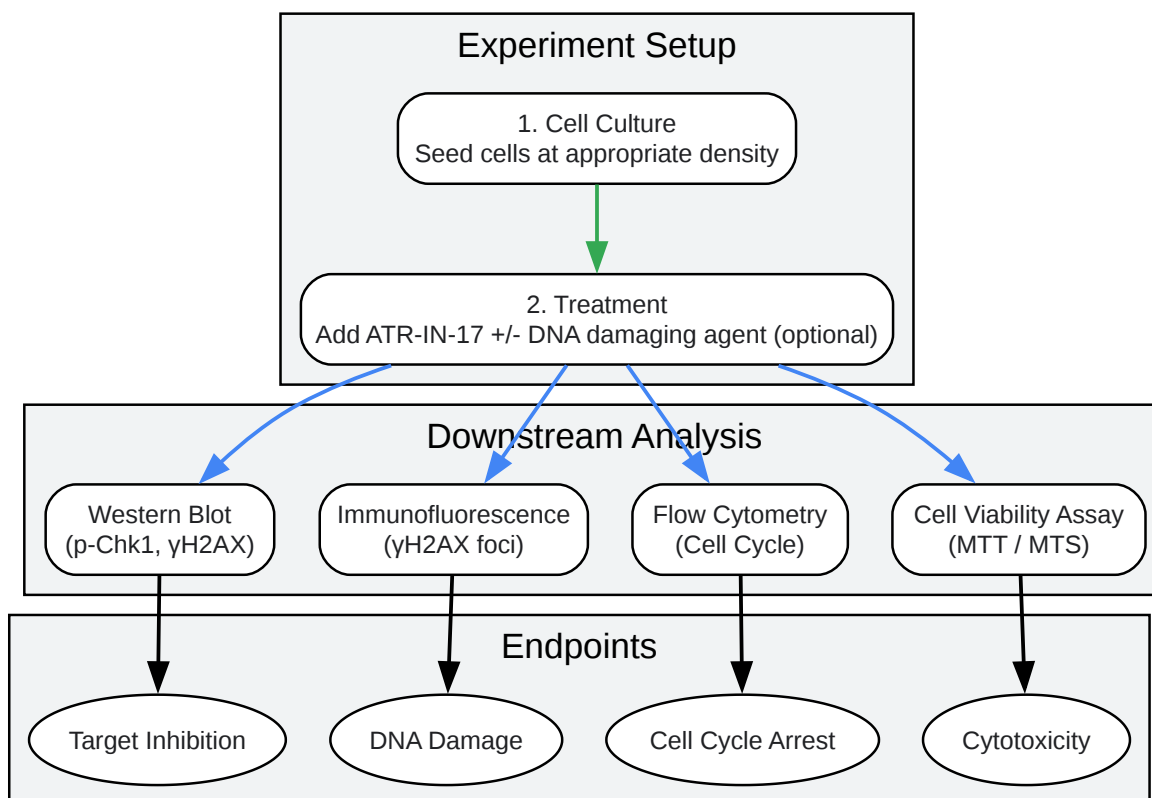 Experiment Setup
1. Cell Culture
Seed cells at appropriate density
2. Treatment
Add ATR-IN-17 +/- DNA damaging agent (optional)
Downstream Analysis
Western Blot
(p-Chk1, γH2AX)
Immunofluorescence
(γH2AX foci)
Flow Cytometry
(Cell Cycle)
Cell Viability Assay
(MTT / MTS)
Endpoints
Target Inhibition
DNA Damage
Cell Cycle Arrest
Cytotoxicity